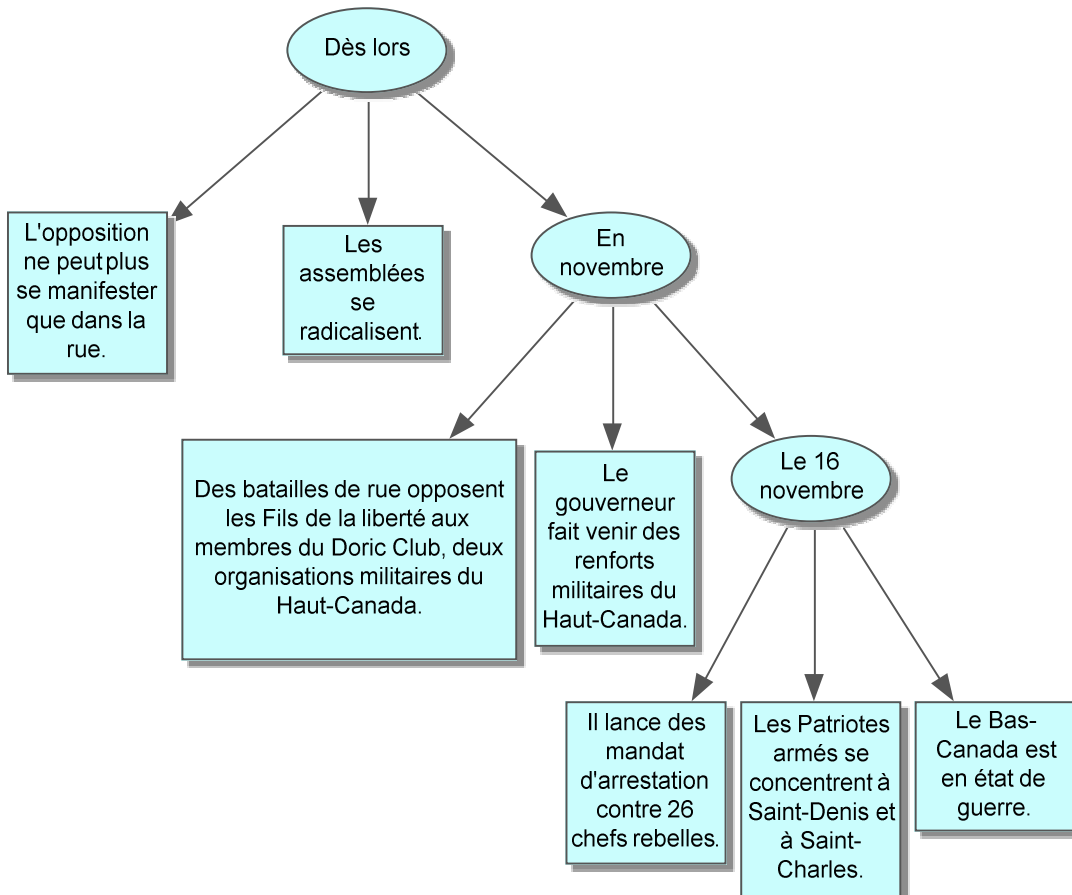 Dès lors
L'opposition
ne peut plus
se manifester
que dans la
rue.
Les
assemblées
se
radicalisent.
En
novembre
Des batailles de rue opposent
les Fils de la liberté aux
membres du Doric Club, deux
organisations militaires du
Haut-Canada.
Le
gouverneur
fait venir des
renforts
militaires du
Haut-Canada.
Le 16
novembre
Il lance des
mandat
d'arrestation
contre 26
chefs rebelles.
Les Patriotes
armés se
concentrent à
Saint-Denis et
à Saint-
Charles.
Le Bas-
Canada est
en état de
guerre.